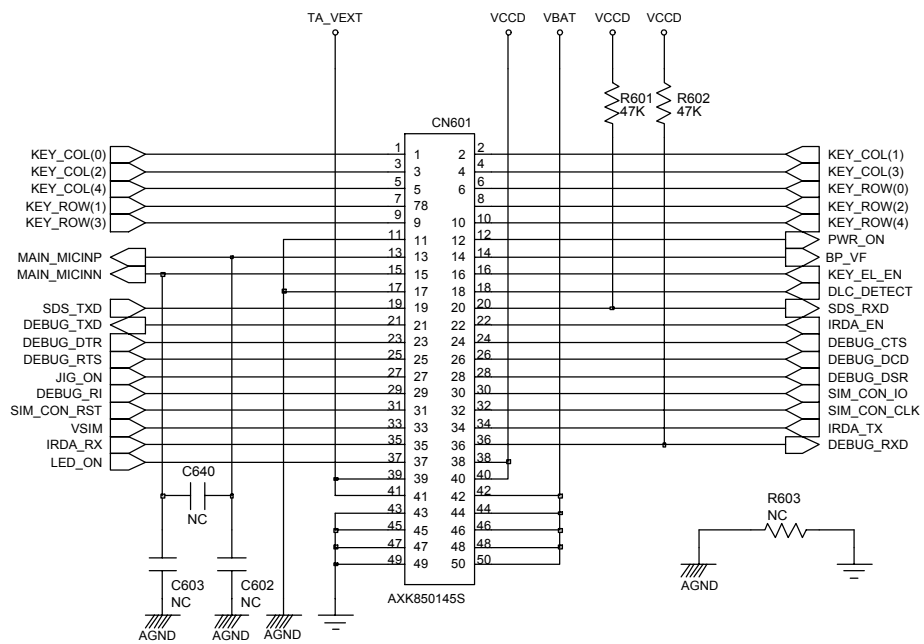 TA_VEXT VCCD VBAT VCCD VCCD
R601 R602
47K 47K
CN601
KEY_COL(0) 1 1 2 2 KEY_COL(1)
KEY_COL(2) 3 3 4 4 KEY_COL(3)
KEY_COL(4) 5 5 6 6 KEY_ROW(0)
KEY_ROW(1) 7 78 8 KEY_ROW(2)
KEY_ROW(3) 9 9 10 10 KEY_ROW(4)
11 11 12 12 PWR_ON
MAIN_MICINP 13 13 14 14 BP_VF
MAIN_MICINN 15 15 16 16 KEY_EL_EN
17 17 18 18 DLC_DETECT
SDS_TXD 19 19 20 20 SDS_RXD
DEBUG_TXD 21 21 22 22 IRDA_EN
DEBUG_DTR 23 23 24 24 DEBUG_CTS
DEBUG_RTS 25 25 26 26 DEBUG_DCD
JIG_ON 27 27 28 28 DEBUG_DSR
DEBUG_RI 29 29 30 30 SIM_CON_IO
SIM_CON_RST 31 31 32 32 SIM_CON_CLK
VSIM 33 33 34 34 IRDA_TX
IRDA_RX 35 35 36 36 DEBUG_RXD
LED_ON 37 37 38 38
C640 39 39 40 40
41 41 42 42
NC 43 43 44 44
R603
NC
45 45 46 46
47 47 48 48
49 49 50 50
C603 C602
NC NC
AGND
AXK850145S
AGND AGND AGND